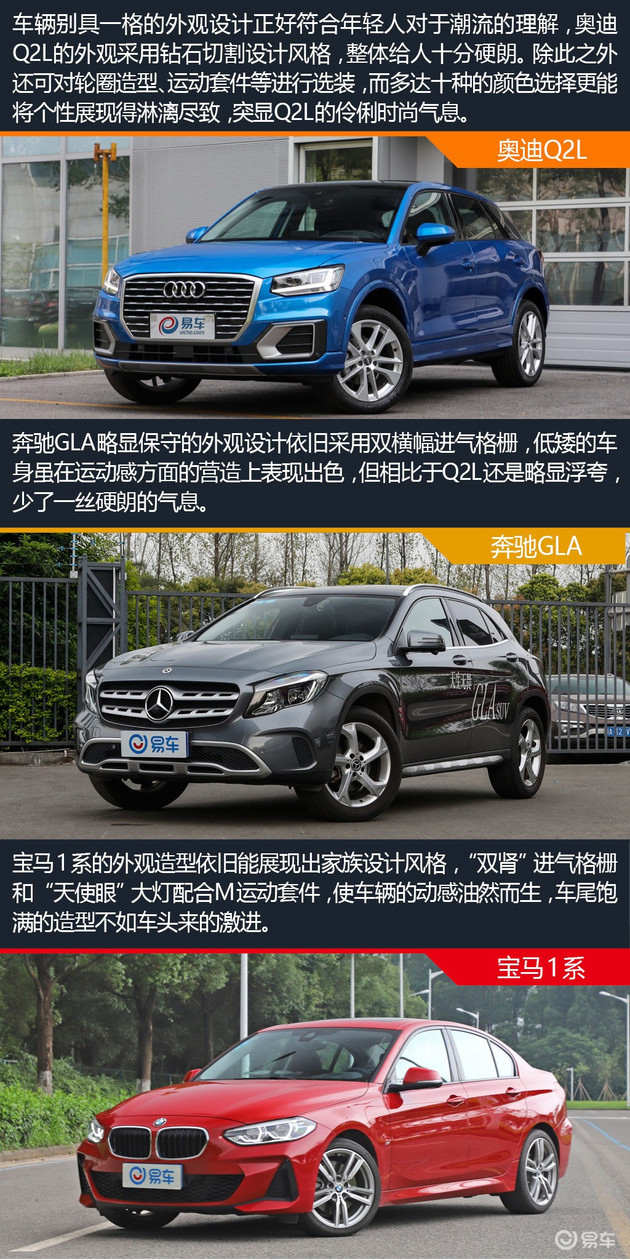 车辆别具一格的外观设计正好符合年轻人对于潮流的理解，奥迪
Q2L的外观采用钻石切割设计风格，整体给人十分硬朗。除此之外
还可对轮圈造型、运动套件等进行选装，而多达十种的颜色选择更能
将个性展现得淋漓尽致，突显Q2L的伶俐时尚气息。
奥迪Q2L
易车
yiche.com
奔驰GLA略显保守的外观设计依旧采用双横幅进气格栅，低矮的车
身虽在运动感方面的营造上表现出色，但相比于Q2L还是略显浮夸，
少了一丝硬朗的气息。
奔驰GLA
天生无畏
GLA SUV
易车
宝马1系的外观造型依旧能展现出家族设计风格，“双肾”进气格栅
和“天使眼”大灯配合M运动套件，使车辆的动感油然而生，车尾饱
满的造型不如车头来的激进。
宝马1系
易车
易车